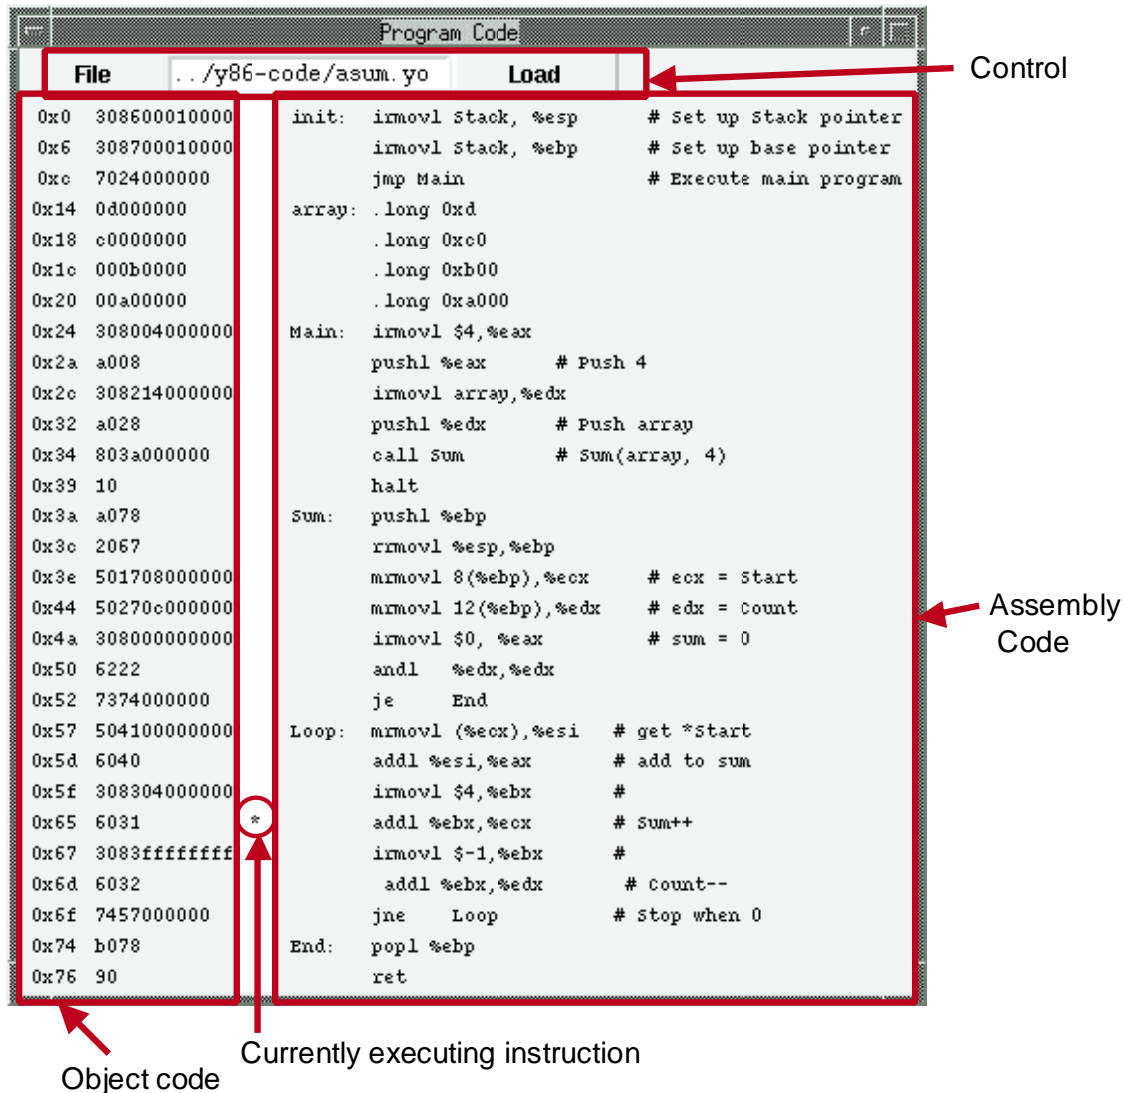 Program Code
File ../y86-code/asum.yo Load
Control
0x0 308600010000 init: irmovl Stack, %esp # Set up Stack pointer
0x6 308700010000 irmovl Stack, %ebp # Set up base pointer
0xc 7024000000 jmp Main # Execute main program
0x14 0d000000 array: .long 0xd
0x18 c0000000 .long 0xc0
0x1c 000b0000 .long 0xb00
0x20 00a00000 .long 0xa000
0x24 308004000000 Main: irmovl $4,%eax
0x2a a008 pushl %eax # Push 4
0x2c 308214000000 irmovl array,%edx
0x32 a028 pushl %edx # Push array
0x34 803a000000 call Sum # Sum(array, 4)
0x39 10 halt
0x3a a078 Sum: pushl %ebp
0x3c 2067 rrmovl %esp,%ebp
0x3e 501708000000 mrmovl 8(%ebp),%ecx # ecx = Start
0x44 50270c000000 mrmovl 12(%ebp),%edx # edx = Count
0x4a 308000000000 irmovl $0, %eax # sum = 0
0x50 6222 andl %edx,%edx
0x52 7374000000 je End
0x57 504100000000 Loop: mrmovl (%ecx),%esi # get *Start
0x5d 6040 addl %esi,%eax # add to sum
0x5f 308304000000 irmovl $4,%ebx #
0x65 6031 * addl %ebx,%ecx # Sum++
0x67 3083ffffffff irmovl $-1,%ebx #
0x6d 6032 addl %ebx,%edx # Count--
0x6f 7457000000 jne Loop # Stop when 0
0x74 b078 End: popl %ebp
0x76 90 ret
Assembly
Code
Currently executing instruction
Object code